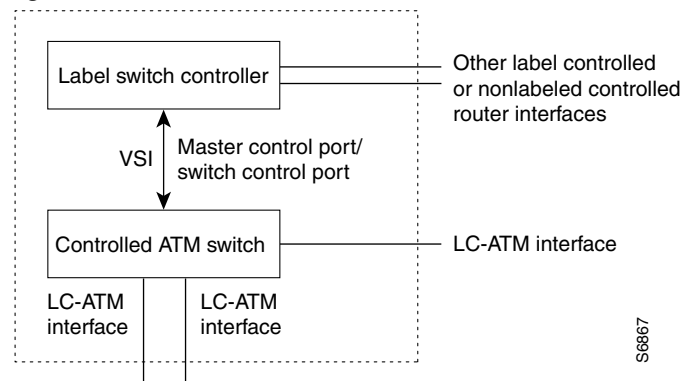 Label switch controller
Other label controlled
or nonlabeled controlled
router interfaces
VSI
Master control port/
switch control port
Controlled ATM switch
LC-ATM interface
LC-ATM
interface
LC-ATM
interface
S6867